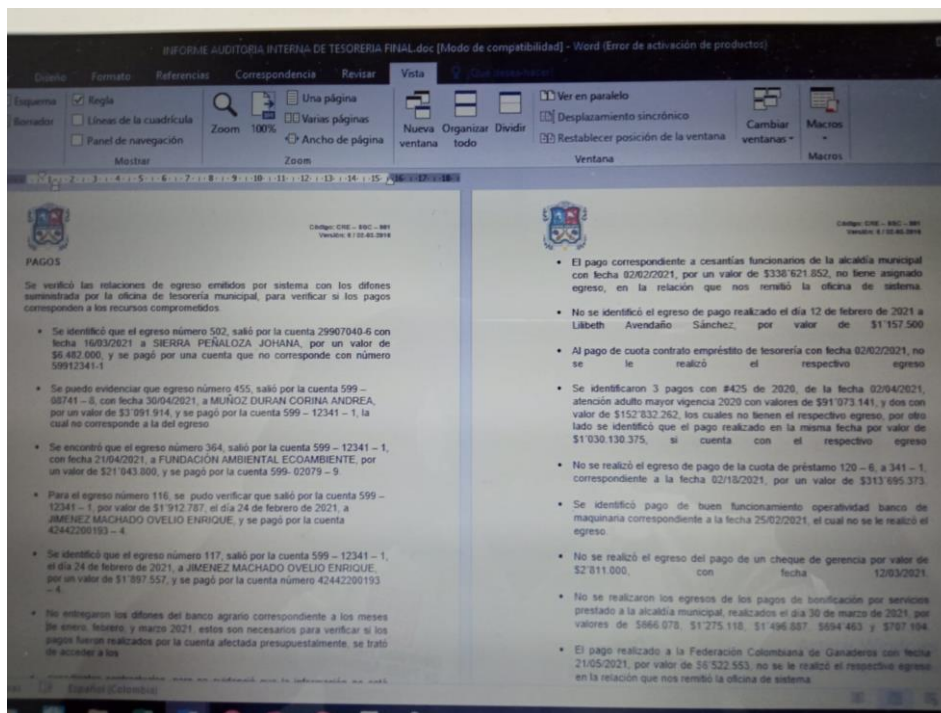 INFORME AUDITORIA INTERNA DE TESORERIA FINAL.doc [Modo de compatibilidad] - Word (Error de activación de productos)
Diseño Formato Referencias Correspondencia Revisar Vista
Esquema
Borrador
Regla
Líneas de la cuadrícula
Panel de navegación
Mostrar
Zoom 100%
Una página
Varias páginas
Ancho de página
Zoom
Nueva ventana
Organizar todo
Dividir
Ver en paralelo
Desplazamiento sincrónico
Restablecer posición de la ventana
Ventana
Cambiar ventanas
Macros
Macros
PAGOS
Se verificó las relaciones de egreso emitidos por sistema con los difones
suministrada por la oficina de tesorería municipal, para verificar si los pagos
corresponden a los recursos comprometidos.
• Se identificó que el egreso número 502, salió por la cuenta 29907040-6 con
fecha 16/03/2021 a SIERRA PEÑALOZA JOHANA, por un valor de
$6.482.000, y se pagó por una cuenta que no corresponde con número
59912341-1
• Se puedo evidenciar que egreso número 455, salió por la cuenta 599 –
08741 – 8, con fecha 30/04/2021, a MUÑOZ DURAN CORINA ANDREA,
por un valor de $3'091.914, y se pagó por la cuenta 599 – 12341 – 1, la
cual no corresponde a la del egreso
• Se encontró que el egreso número 364, salió por la cuenta 599 – 12341 – 1,
con fecha 21/04/2021, a FUNDACIÓN AMBIENTAL ECOAMBIENTE, por
un valor de $21'043.800, y se pagó por la cuenta 599- 02079 – 9.
• Para el egreso número 116, se pudo verificar que salió por la cuenta 599 –
12341 – 1, por valor de $1'912.787, el día 24 de febrero de 2021, a
JIMENEZ MACHADO OVELIO ENRIQUE, y se pagó por la cuenta
42442200193 – 4.
• Se identificó que el egreso número 117, salió por la cuenta 599 – 12341 – 1,
el día 24 de febrero de 2021, a JIMENEZ MACHADO OVELIO ENRIQUE,
por un valor de $1'897.557, y se pagó por la cuenta número 42442200193
– 4.
• No entregaron los difones del banco agrario correspondiente a los meses
de enero, febrero, y marzo 2021, estos son necesarios para verificar si los
pagos fueron realizados por la cuenta afectada presupuestalmente, se trató
de acceder a los
Español (Colombia)
• El pago correspondiente a cesantías funcionarios de la alcaldía municipal
con fecha 02/02/2021, por un valor de $338'621.852, no tiene asignado
egreso, en la relación que nos remitió la oficina de sistema.
• No se identificó el egreso de pago realizado el día 12 de febrero de 2021 a
Lilibeth Avendaño Sánchez, por valor de $1'157.500
• Al pago de cuota contrato empréstito de tesorería con fecha 02/02/2021, no
se le realizó el respectivo egreso
• Se identificaron 3 pagos con #425 de 2020, de la fecha 02/04/2021,
atención adulto mayor vigencia 2020 con valores de $91'073.141, y dos con
valor de $152'832.262, los cuales no tienen el respectivo egreso, por otro
lado se identificó que el pago realizado en la misma fecha por valor de
$1'030.130.375, si cuenta con el respectivo egreso
• No se realizó el egreso de pago de la cuota de préstamo 120 – 6, a 341 – 1,
correspondiente a la fecha 02/18/2021, por un valor de $313'695.373.
• Se identificó pago de buen funcionamiento operatividad banco de
maquinaria correspondiente a la fecha 25/02/2021, el cual no se le realizó el
egreso.
• No se realizó el egreso del pago de un cheque de gerencia por valor de
$2'811.000, con fecha 12/03/2021.
• No se realizaron los egresos de los pagos de bonificación por servicios
prestado a la alcaldía municipal, realizados el día 30 de marzo de 2021, por
valores de $866.078, $1'275.118, $1'496.887, $694'463 y $707.104.
• El pago realizado a la Federación Colombiana de Ganaderos con fecha
21/05/2021, por valor de $6'522.553, no se le realizó el respectivo egreso
en la relación que nos remitió la oficina de sistema